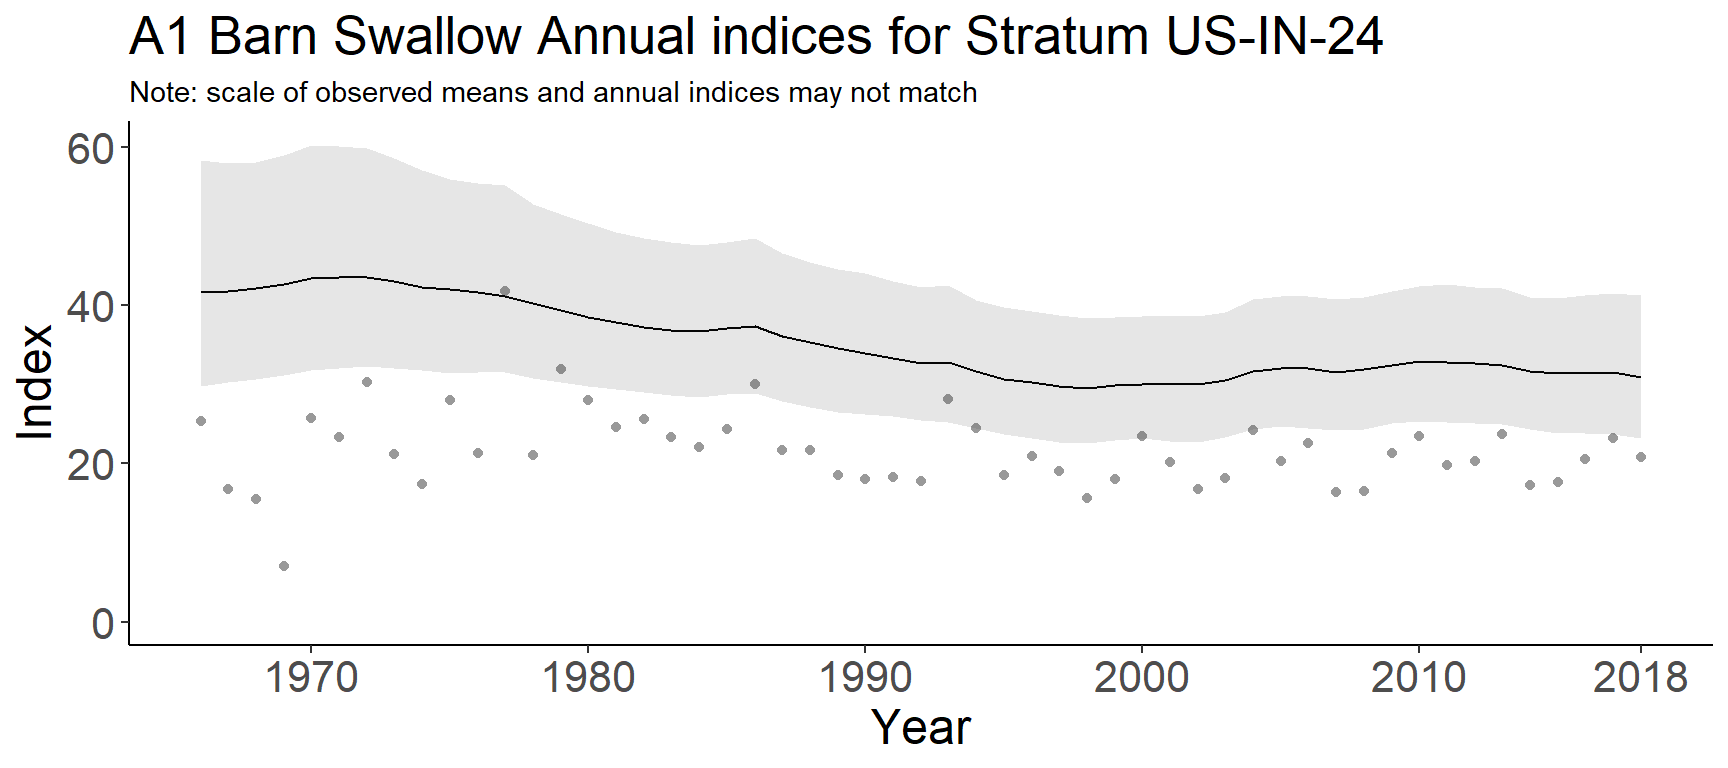 A1 Barn Swallow Annual indices for Stratum US-IN-24
Note: scale of observed means and annual indices may not match
60
40
20
0
Index
1970 1980 1990 2000 2010 2018
Year